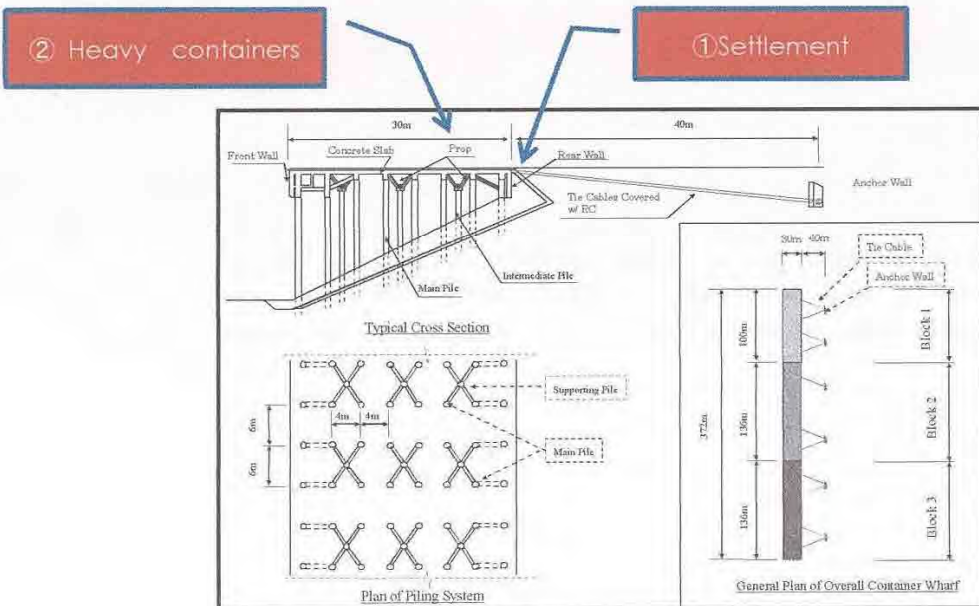 ② Heavy containers
①Settlement
30m
40m
Front Wall
Concrete Slab
Prop
Rear Wall
Anchor Wall
Tie Cables Covered
w/ RC
Main Pile
Intermediate Pile
Typical Cross Section
6m
6m
4m
4m
Supporting Pile
Main Pile
Plan of Piling System
30m
40m
Tie Cable
Anchor Wall
372m
100m
136m
136m
Block 1
Block 2
Block 3
General Plan of Overall Container Wharf